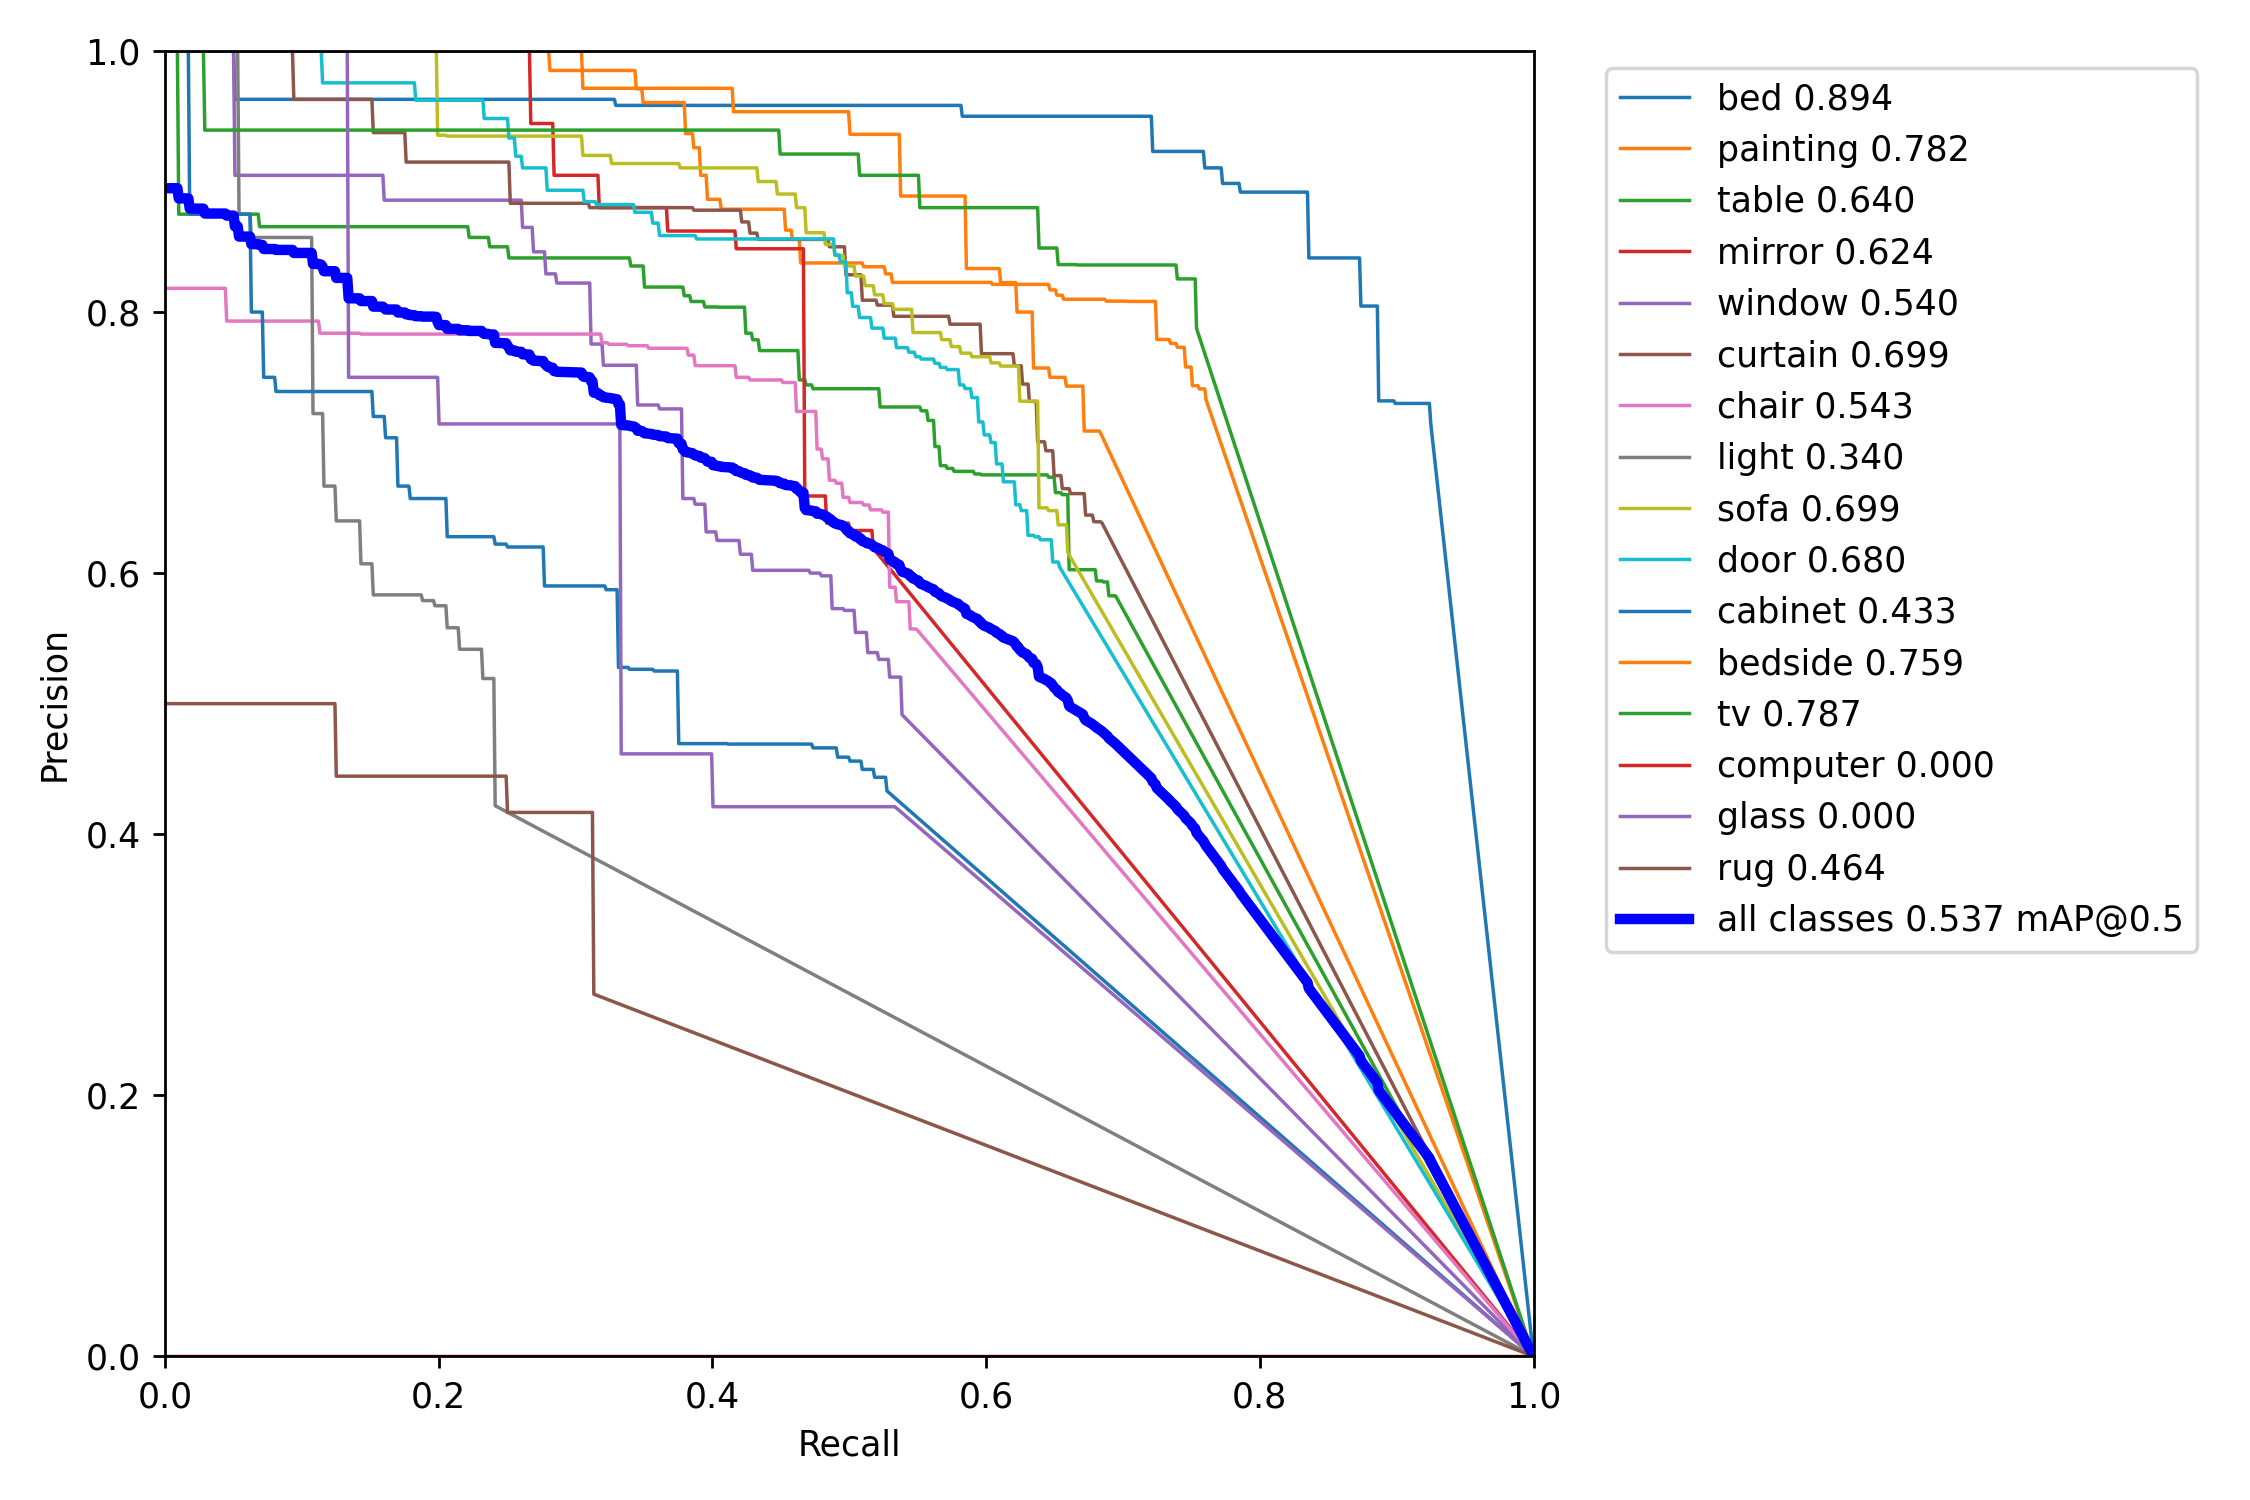 1.0
0.8
0.6
0.4
0.2
0.0
Precision
0.0 0.2 0.4 0.6 0.8 1.0
Recall
bed 0.894
painting 0.782
table 0.640
mirror 0.624
window 0.540
curtain 0.699
chair 0.543
light 0.340
sofa 0.699
door 0.680
cabinet 0.433
bedside 0.759
tv 0.787
computer 0.000
glass 0.000
rug 0.464
all classes 0.537 mAP@0.5